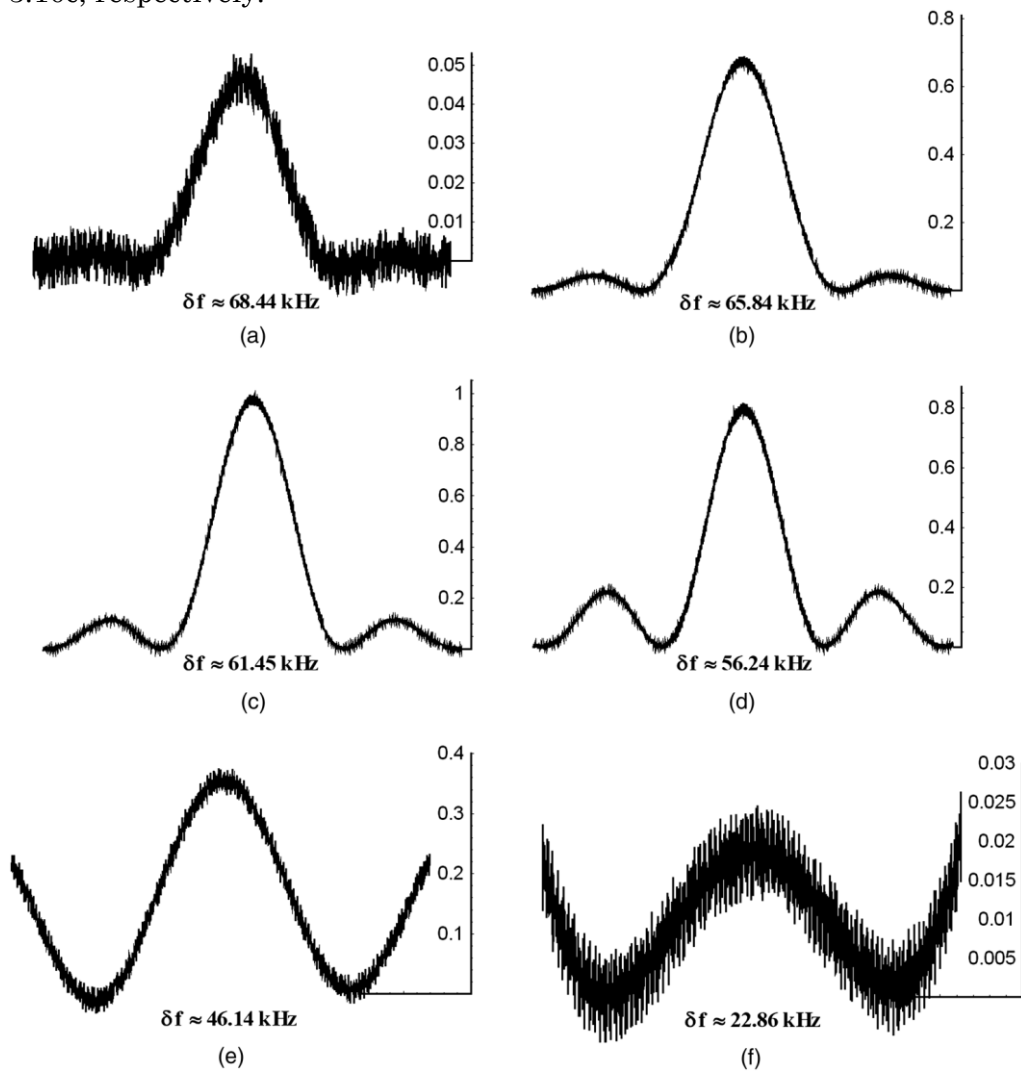 3.10c, respectively.
0.05
0.04
0.03
0.02
0.01
δf ≈ 68.44 kHz
(a)
0.8
0.6
0.4
0.2
δf ≈ 65.84 kHz
(b)
1
0.8
0.6
0.4
0.2
δf ≈ 61.45 kHz
(c)
0.8
0.6
0.4
0.2
δf ≈ 56.24 kHz
(d)
0.4
0.3
0.2
0.1
δf ≈ 46.14 kHz
(e)
0.03
0.025
0.02
0.015
0.01
0.005
δf ≈ 22.86 kHz
(f)